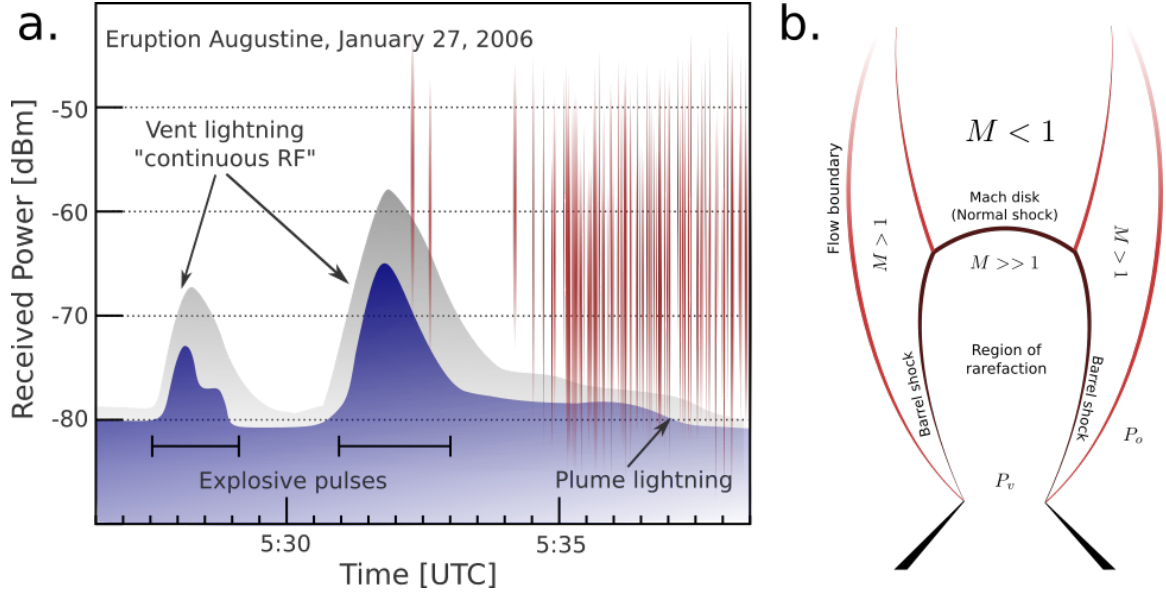 a.
Eruption Augustine, January 27, 2006
Vent lightning
"continuous RF"
Received Power [dBm]
-50
-60
-70
-80
Explosive pulses
Plume lightning
5:30
5:35
Time [UTC]
b.
M < 1
Flow boundary
Mach disk
(Normal shock)
M > 1
M >> 1
M > 1
Region of
rarefaction
Barrel shock
Barrel shock
P_o
P_v